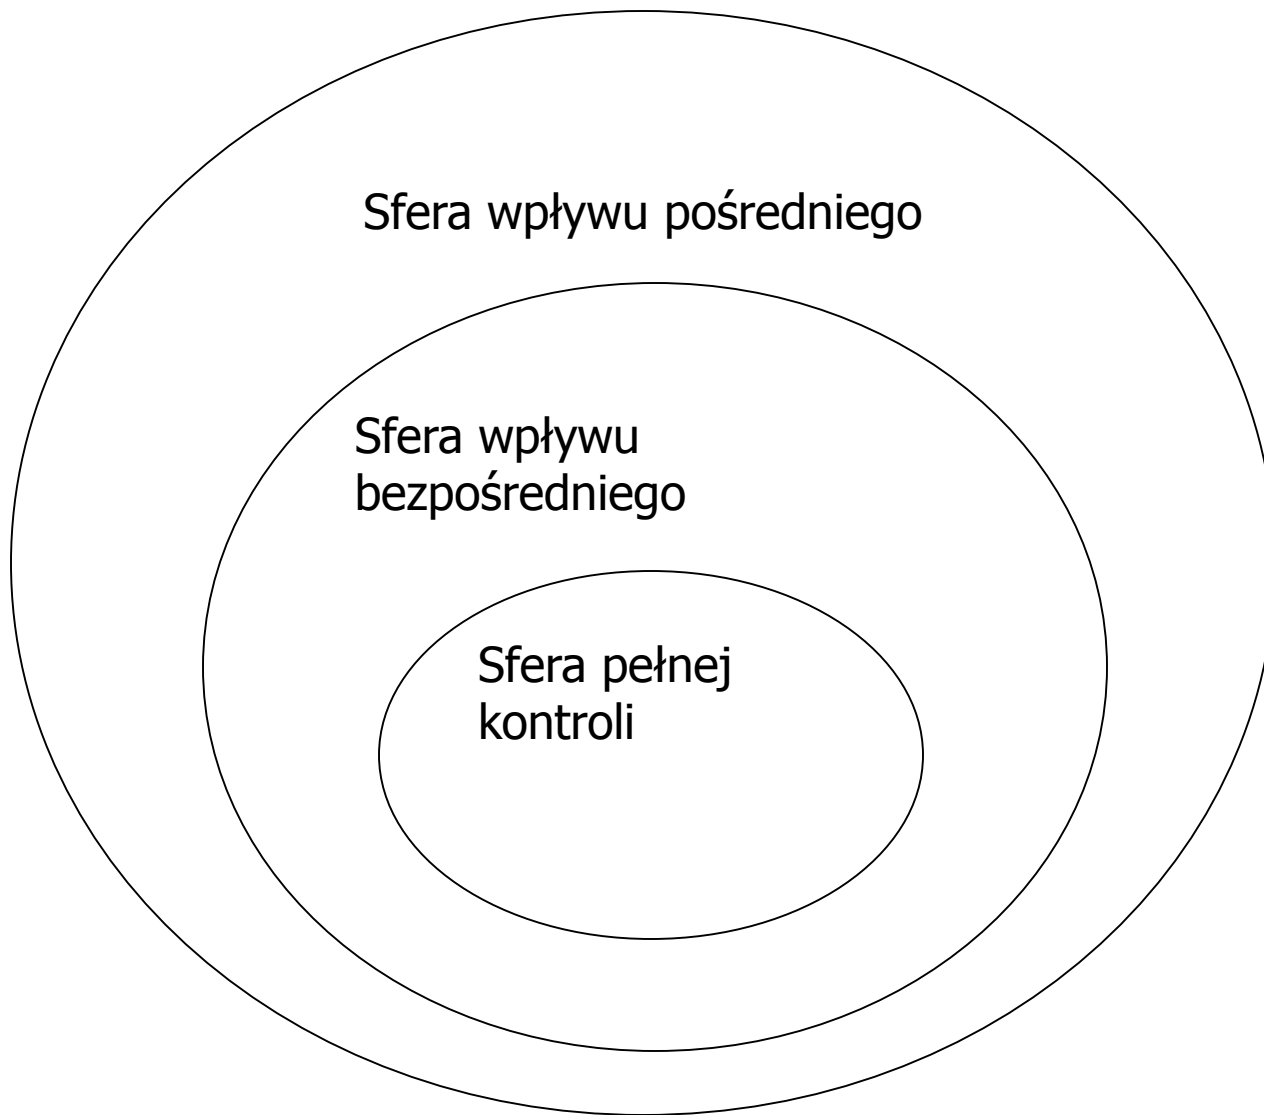 Sfera wpływu pośredniego
Sfera wpływu
bezpośredniego
Sfera pełnej
kontroli